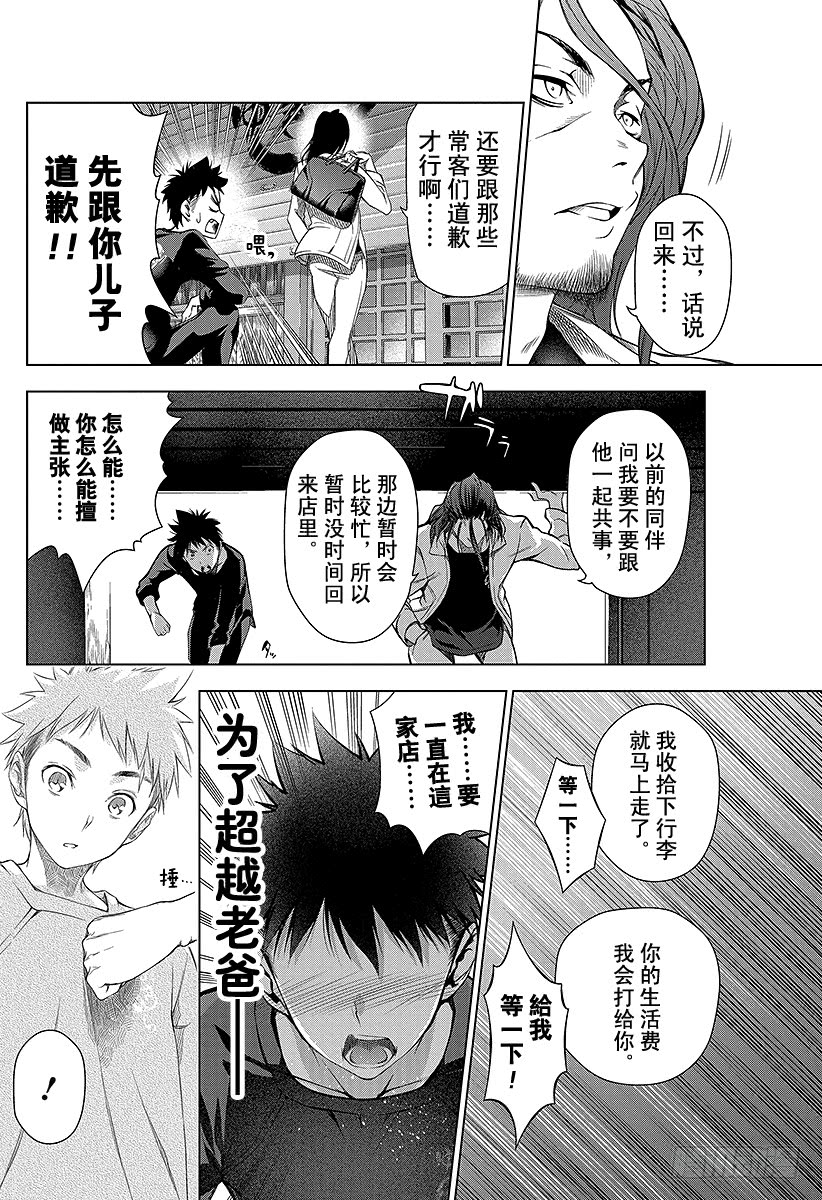 不过，话说
回来……
还要跟那些
常客们道歉
才行啊……
喂，
先跟你儿子
道歉!!
以前的同伴
问我要不要跟
他一起共事，
那边暂时会
比较忙，所以
暂时没时间回
来店里。
怎么能……
你怎么能擅
做主张……
ダッ
我收拾下行李
就马上走了。
等一下……
你的生活费
我会打给你。
給我
等一下！
我……要
一直在這
家店……
为了超越老爸——
捶…
！